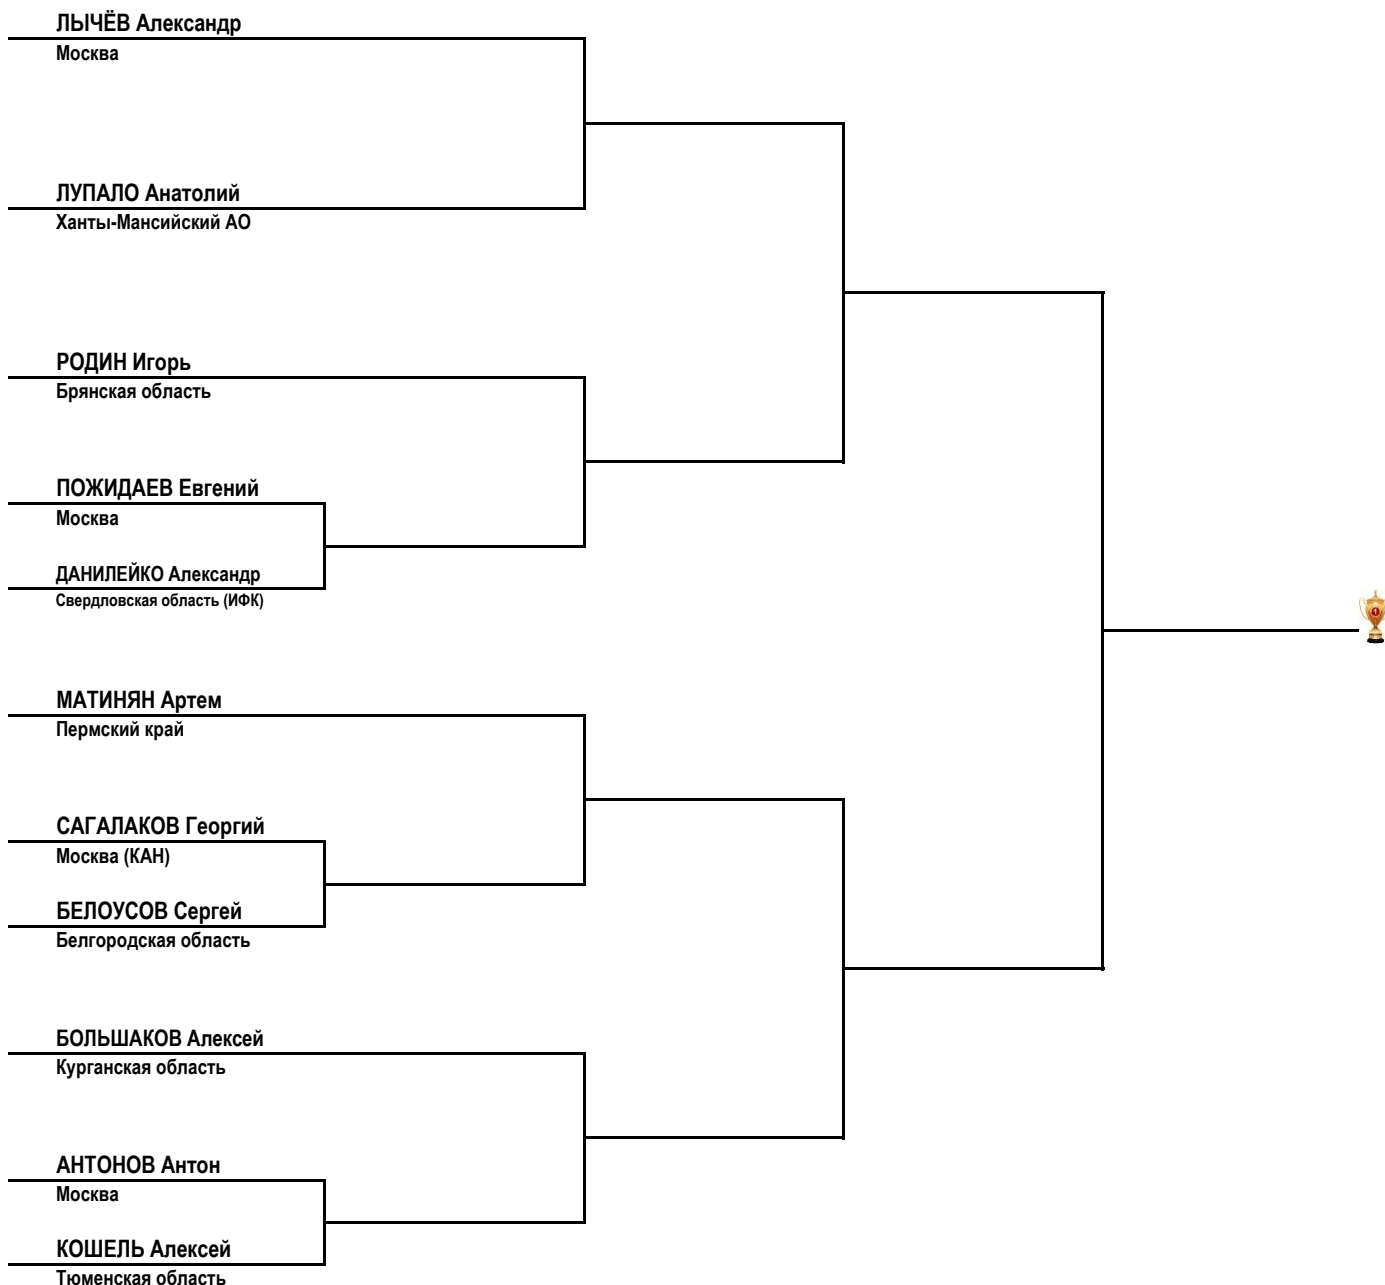 ЛЫЧЁВ Александр
Москва
ЛУПАЛО Анатолий
Ханты-Мансийский АО
РОДИН Игорь
Брянская область
ПОЖИДАЕВ Евгений
Москва
ДАНИЛЕЙКО Александр
Свердловская область (ИФК)
1
МАТИНЯН Артем
Пермский край
САГАЛАКОВ Георгий
Москва (КАН)
БЕЛОУСОВ Сергей
Белгородская область
БОЛЬШАКОВ Алексей
Курганская область
АНТОНОВ Антон
Москва
КОШЕЛЬ Алексей
Тюменская область